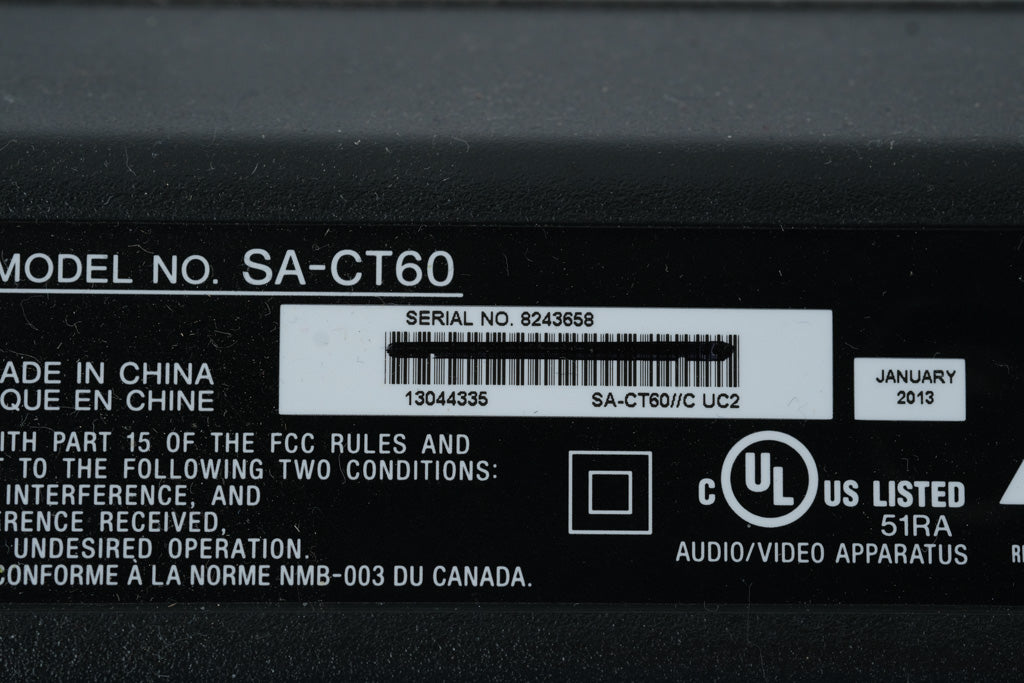 MODEL NO. SA-CT60
SERIAL NO. 8243658
13044335 SA-CT60//C UC2
JANUARY
2013
ADE IN CHINA
QUE EN CHINE
ITH PART 15 OF THE FCC RULES AND
T TO THE FOLLOWING TWO CONDITIONS:
INTERFERENCE, AND
ERENCE RECEIVED,
UNDESIRED OPERATION.
CONFORME À LA NORME NMB-003 DU CANADA.
C UL US LISTED
51RA
AUDIO/VIDEO APPARATUS